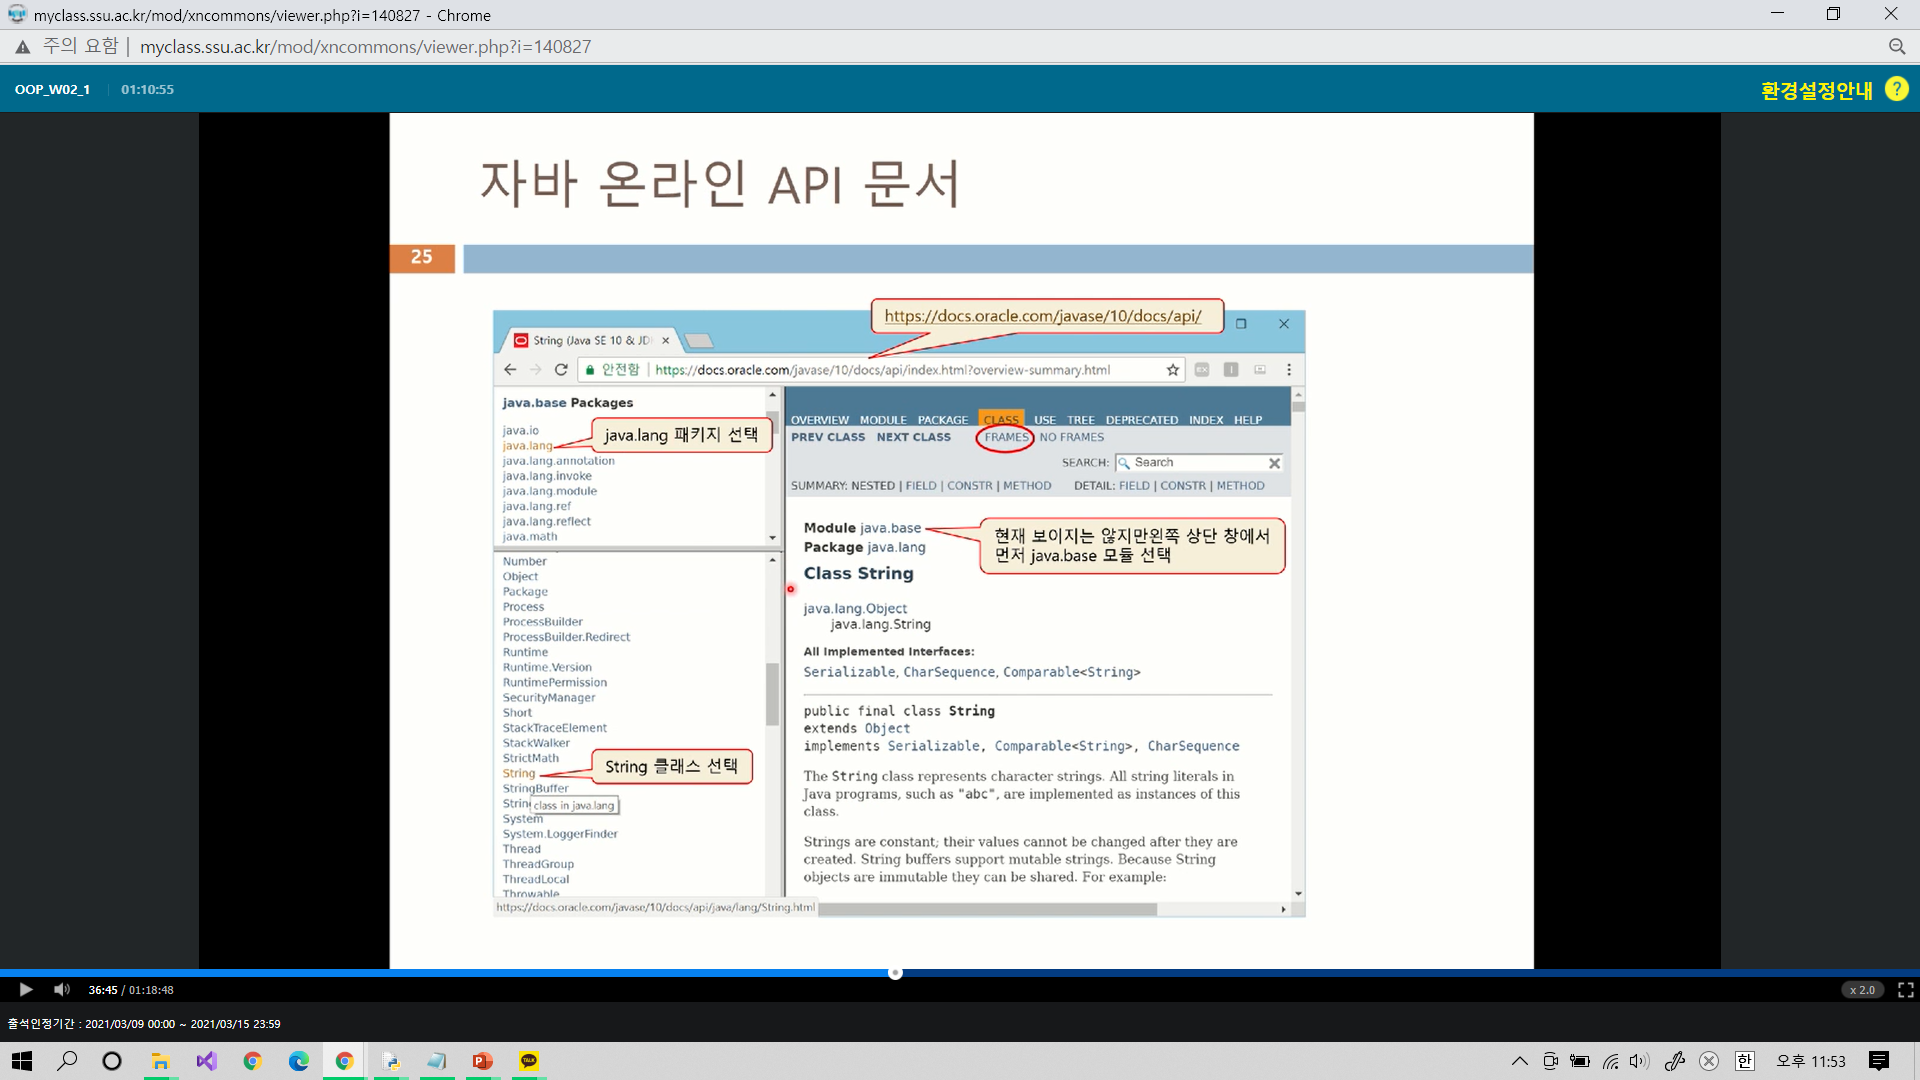 myclass.ssu.ac.kr/mod/xncommons/viewer.php?i=140827 - Chrome
주의 요함 | myclass.ssu.ac.kr/mod/xncommons/viewer.php?i=140827
OOP_W02_1 01:10:55 환경설정안내 ?
자바 온라인 API 문서
25
https://docs.oracle.com/javase/10/docs/api/
String (Java SE 10 & JD
안전함 https://docs.oracle.com/javase/10/docs/api/index.html?overview-summary.html
java.base Packages
java.io
java.lang
java.lang.annotation
java.lang.invoke
java.lang.module
java.lang.ref
java.lang.reflect
java.math
java.lang 패키지 선택
Number
Object
Package
Process
ProcessBuilder
ProcessBuilder.Redirect
Runtime
Runtime.Version
RuntimePermission
SecurityManager
Short
StackTraceElement
StackWalker
StrictMath
String
StringBuffer
String
class in java.lang
System
System.LoggerFinder
Thread
ThreadGroup
ThreadLocal
Throwable
String 클래스 선택
https://docs.oracle.com/javase/10/docs/api/java/lang/String.html
OVERVIEW MODULE PACKAGE CLASS USE TREE DEPRECATED INDEX HELP
PREV CLASS NEXT CLASS FRAMES NO FRAMES
SEARCH: Search
SUMMARY: NESTED | FIELD | CONSTR | METHOD DETAIL: FIELD | CONSTR | METHOD
Module java.base
Package java.lang
현재 보이지는 않지만왼쪽 상단 창에서
먼저 java.base 모듈 선택
Class String
java.lang.Object
java.lang.String
All Implemented Interfaces:
Serializable, CharSequence, Comparable<String>
public final class String
extends Object
implements Serializable, Comparable<String>, CharSequence
The String class represents character strings. All string literals in
Java programs, such as "abc", are implemented as instances of this
class.
Strings are constant; their values cannot be changed after they are
created. String buffers support mutable strings. Because String
objects are immutable they can be shared. For example:
36:45 / 01:18:48 x 2.0
출석인정기간 : 2021/03/09 00:00 ~ 2021/03/15 23:59
TALK 한 오후 11:53